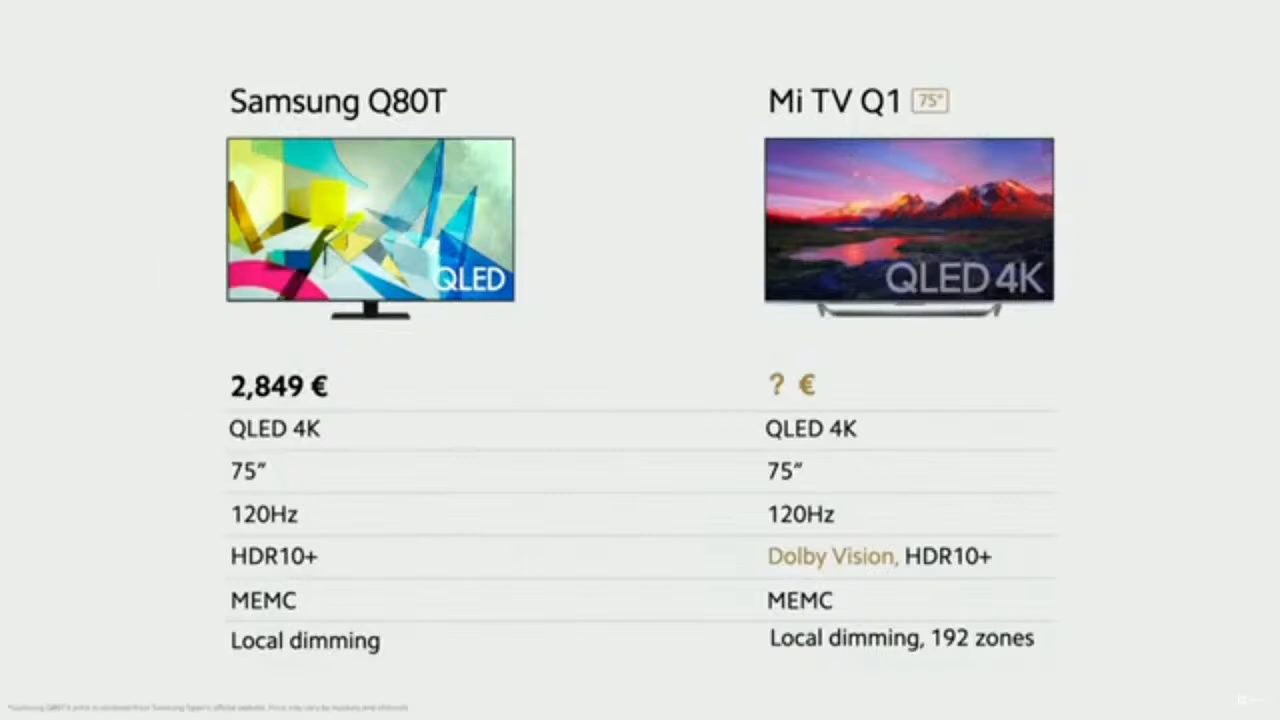 Samsung Q80T
Mi TV Q1 75"
QLED
QLED 4K
2,849 €
? €
QLED 4K
QLED 4K
75"
75"
120Hz
120Hz
HDR10+
Dolby Vision, HDR10+
MEMC
MEMC
Local dimming
Local dimming, 192 zones